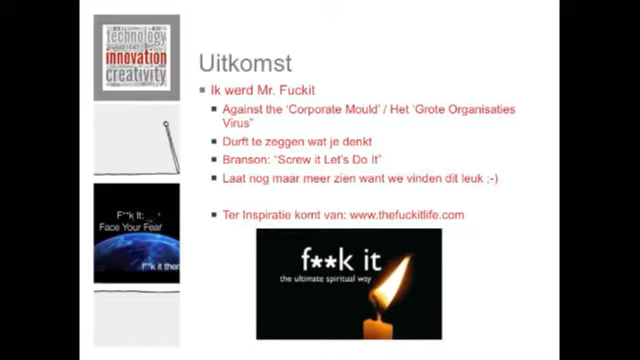 technology
innovation
creativity
Uitkomst
Ik werd Mr. Fuckit
Against the ‘Corporate Mould’ / Het ‘Grote Organisaties
Virus”
Durft te zeggen wat je denkt
Branson: “Screw it Let’s Do It”
Laat nog maar meer zien want we vinden dit leuk ;-)
Ter Inspiratie komt van: www.thefuckitlife.com
F**k It:
Face Your Fear
F**k it ther
f**k it
the ultimate spiritual way